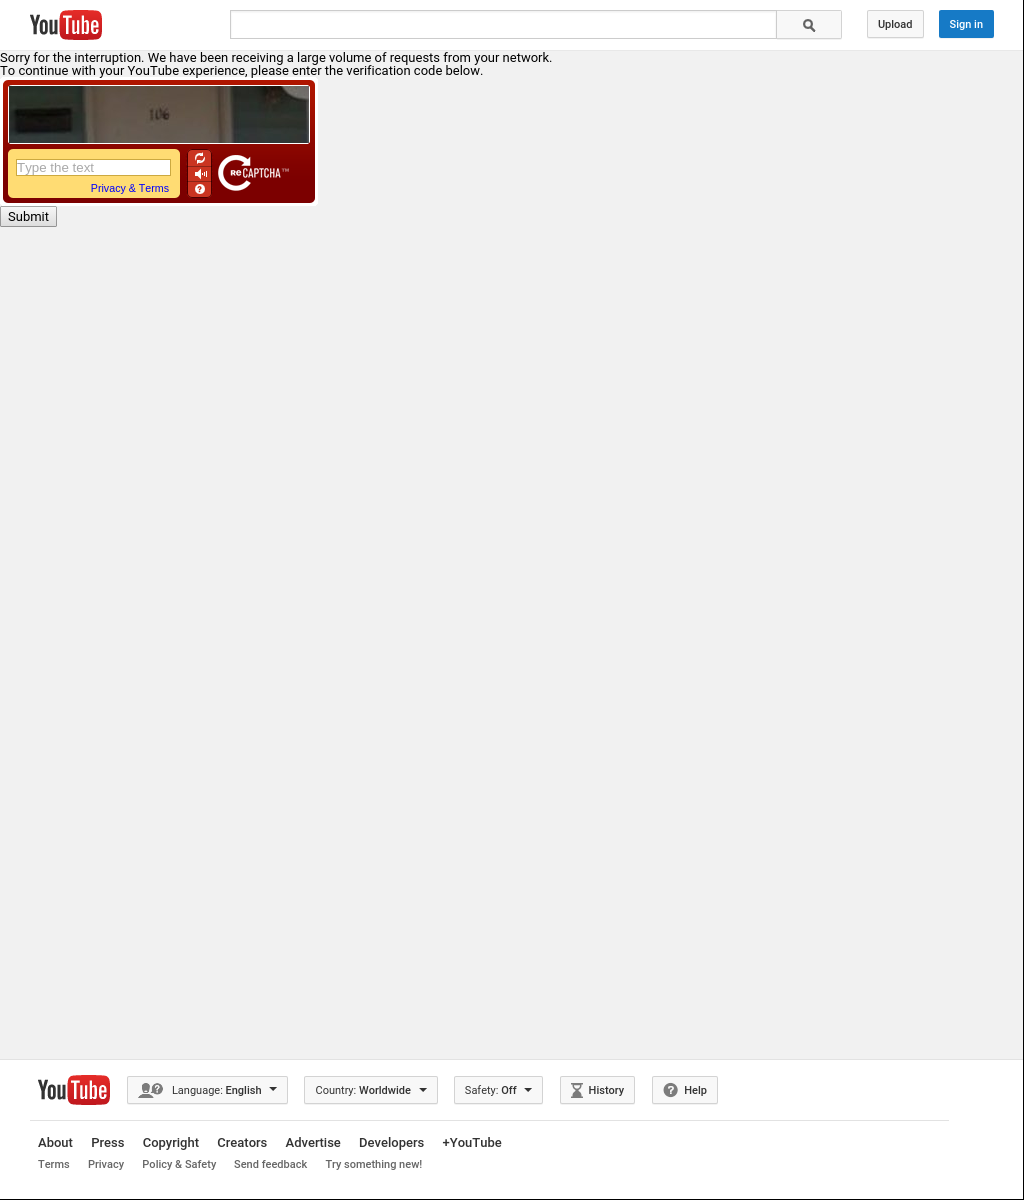 YouTube
Upload
Sign in
Sorry for the interruption. We have been receiving a large volume of requests from your network.
To continue with your YouTube experience, please enter the verification code below.
Type the text
Privacy & Terms
ReCAPTCHA™
Submit
YouTube
Language: English
Country: Worldwide
Safety: Off
History
Help
About Press Copyright Creators Advertise Developers +YouTube
Terms Privacy Policy & Safety Send feedback Try something new!